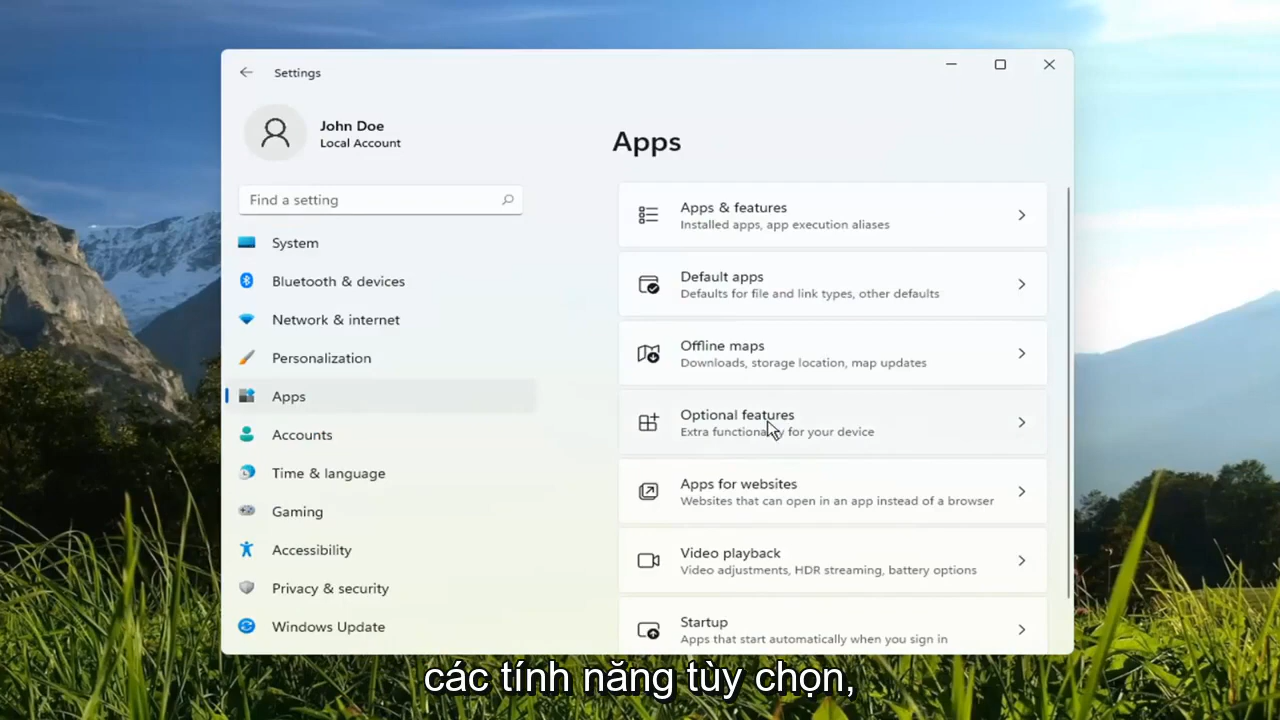 Settings
John Doe
Local Account
Find a setting
System
Bluetooth & devices
Network & internet
Personalization
Apps
Accounts
Time & language
Gaming
Accessibility
Privacy & security
Windows Update
Apps
Apps & features
Installed apps, app execution aliases
Default apps
Defaults for file and link types, other defaults
Offline maps
Downloads, storage location, map updates
Optional features
Extra functionality for your device
Apps for websites
Websites that can open in an app instead of a browser
Video playback
Video adjustments, HDR streaming, battery options
Startup
Apps that start automatically when you sign in
các tính năng tùy chọn,